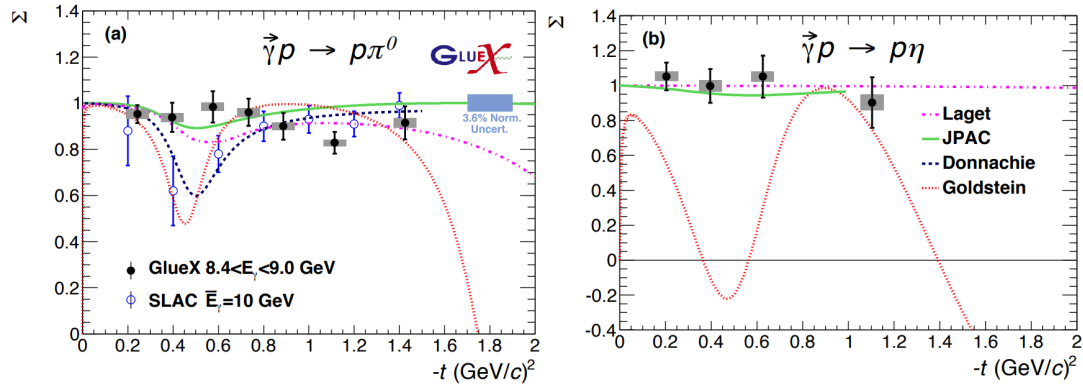 Σ
(a)
γ⃗p → pπ⁰
GLUEX
1.4
1.2
1
0.8
0.6
0.4
0.2
0
3.6% Norm.
Uncert.
GlueX 8.4<Eγ<9.0 GeV
SLAC E̅γ=10 GeV
0 0.2 0.4 0.6 0.8 1 1.2 1.4 1.6 1.8 2
-t (GeV/c)²
Σ
(b)
γ⃗p → pη
1.4
1.2
1
0.8
0.6
0.4
0.2
0
-0.2
-0.4
Laget
JPAC
Donnachie
Goldstein
0 0.2 0.4 0.6 0.8 1 1.2 1.4 1.6 1.8 2
-t (GeV/c)²